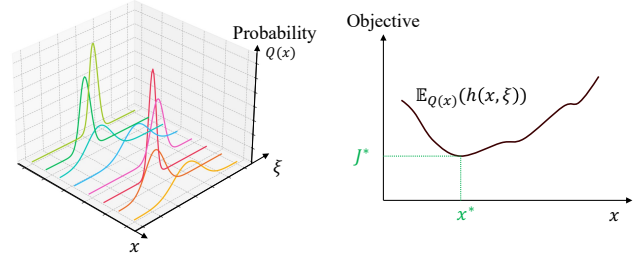 Probability
Q(x)
ξ
x
Objective
𝔼_{Q(x)}(h(x, ξ))
J*
x*
x